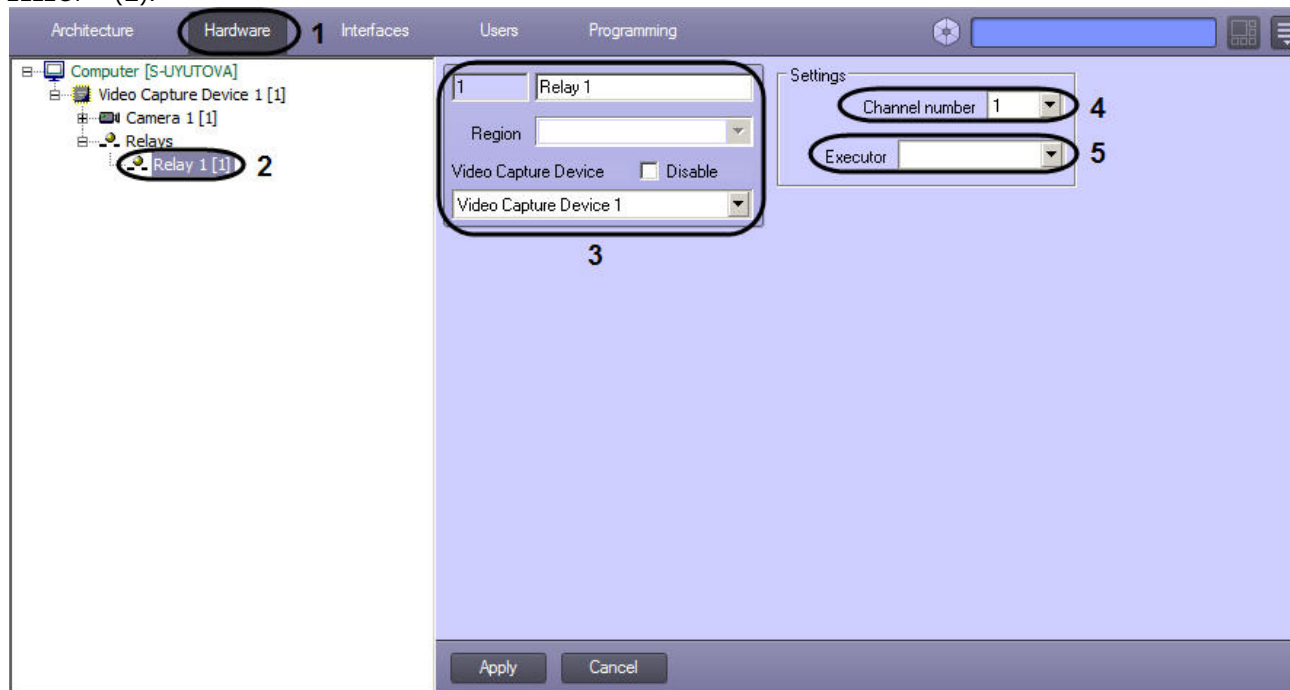 Architecture Hardware 1 Interfaces Users Programming
Computer [S-UYUTOVA]
Video Capture Device 1 [1]
Camera 1 [1]
Relays
Relay 1 [1] 2
1 Relay 1
Region
Video Capture Device Disable
Video Capture Device 1
3
Settings
Channel number 1 4
Executor 5
Apply Cancel